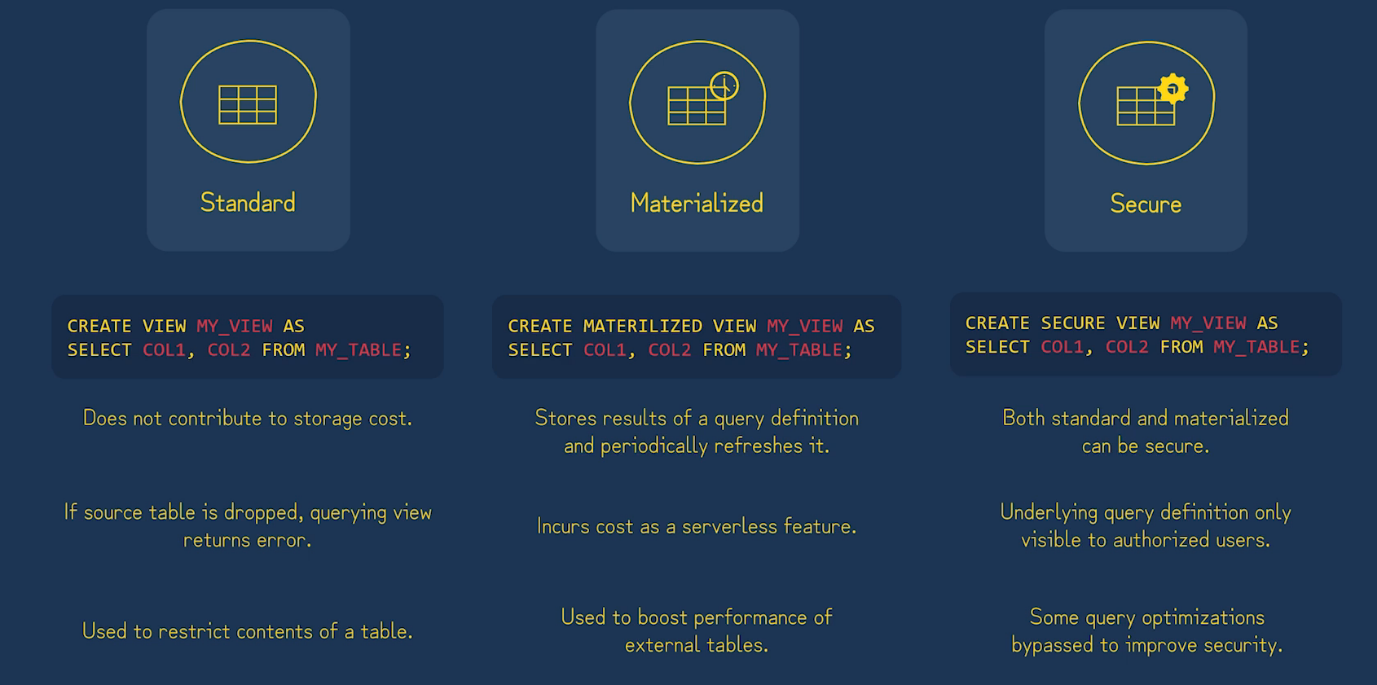 Standard
CREATE VIEW MY_VIEW AS
SELECT COL1, COL2 FROM MY_TABLE;
Does not contribute to storage cost.
If source table is dropped, querying view
returns error.
Used to restrict contents of a table.
Materialized
CREATE MATERILIZED VIEW MY_VIEW AS
SELECT COL1, COL2 FROM MY_TABLE;
Stores results of a query definition
and periodically refreshes it.
Incurs cost as a serverless feature.
Used to boost performance of
external tables.
Secure
CREATE SECURE VIEW MY_VIEW AS
SELECT COL1, COL2 FROM MY_TABLE;
Both standard and materialized
can be secure.
Underlying query definition only
visible to authorized users.
Some query optimizations
bypassed to improve security.